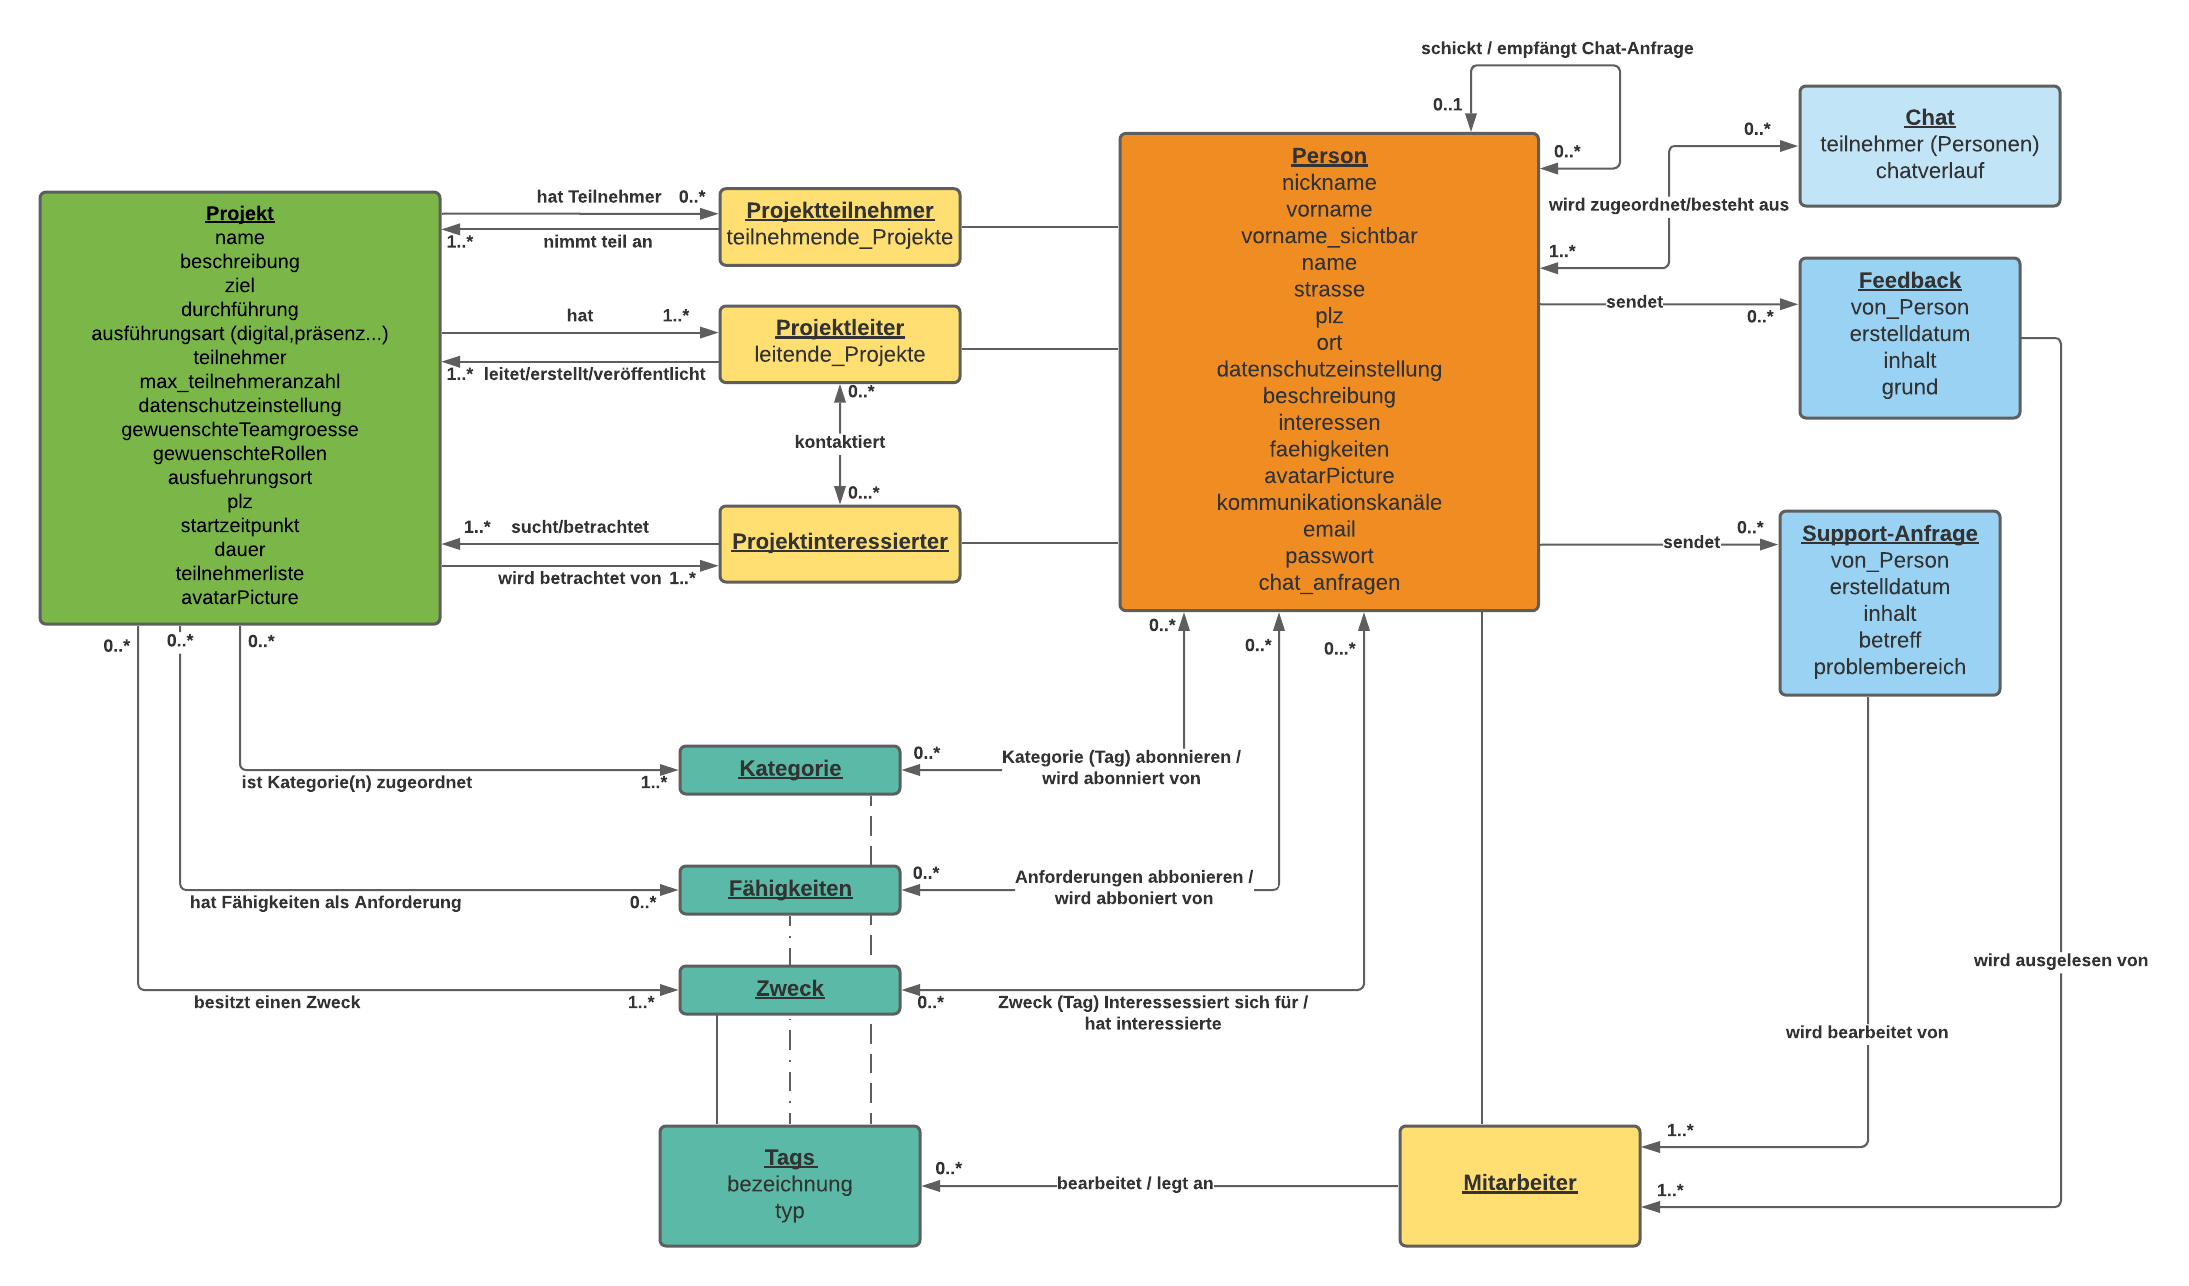 schickt / empfängt Chat-Anfrage
0..1
0..*
Projekt
name
beschreibung
ziel
durchführung
ausführungsart (digital,präsenz...)
teilnehmer
max_teilnehmeranzahl
datenschutzeinstellung
gewuenschteTeamgroesse
gewuenschteRollen
ausfuehrungsort
plz
startzeitpunkt
dauer
teilnehmerliste
avatarPicture
hat Teilnehmer
0..*
1..*
nimmt teil an
Projektteilnehmer
teilnehmende_Projekte
hat
1..*
1..*
leitet/erstellt/veröffentlicht
Projektleiter
leitende_Projekte
0..*
kontaktiert
0...*
1..*
sucht/betrachtet
wird betrachtet von
1..*
Projektinteressierter
Person
nickname
vorname
vorname_sichtbar
name
strasse
plz
ort
datenschutzeinstellung
beschreibung
interessen
faehigkeiten
avatarPicture
kommunikationskanäle
email
passwort
chat_anfragen
0..*
wird zugeordnet/besteht aus
1..*
Chat
teilnehmer (Personen)
chatverlauf
sendet
0..*
Feedback
von_Person
erstelldatum
inhalt
grund
sendet
0..*
Support-Anfrage
von_Person
erstelldatum
inhalt
betreff
problembereich
0..*
0..*
0..*
0..*
0..*
0...*
ist Kategorie(n) zugeordnet
1..*
Kategorie
0..*
Kategorie (Tag) abonnieren /
wird abonniert von
hat Fähigkeiten als Anforderung
0..*
Fähigkeiten
0..*
Anforderungen abbonieren /
wird abboniert von
besitzt einen Zweck
1..*
Zweck
0..*
Zweck (Tag) Interessessiert sich für /
hat interessierte
wird ausgelesen von
wird bearbeitet von
Tags
bezeichnung
typ
0..*
bearbeitet / legt an
Mitarbeiter
1..*
1..*